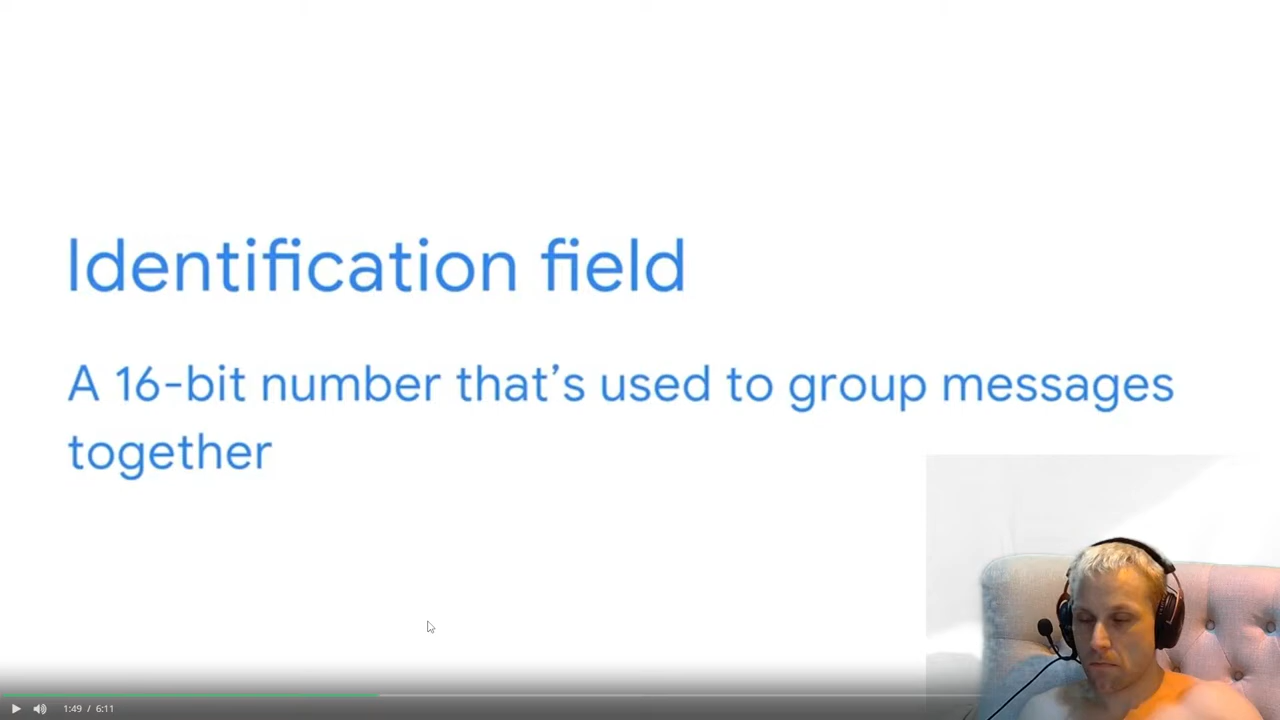 Identification field
A 16-bit number that's used to group messages
together
1:49 / 6:11